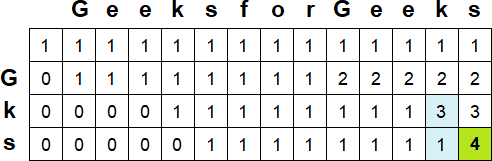 G e e k s f o r G e e k s
1 1 1 1 1 1 1 1 1 1 1 1 1 1
G 0 1 1 1 1 1 1 1 1 2 2 2 2 2
k 0 0 0 0 1 1 1 1 1 1 1 1 3 3
s 0 0 0 0 0 1 1 1 1 1 1 1 1 4